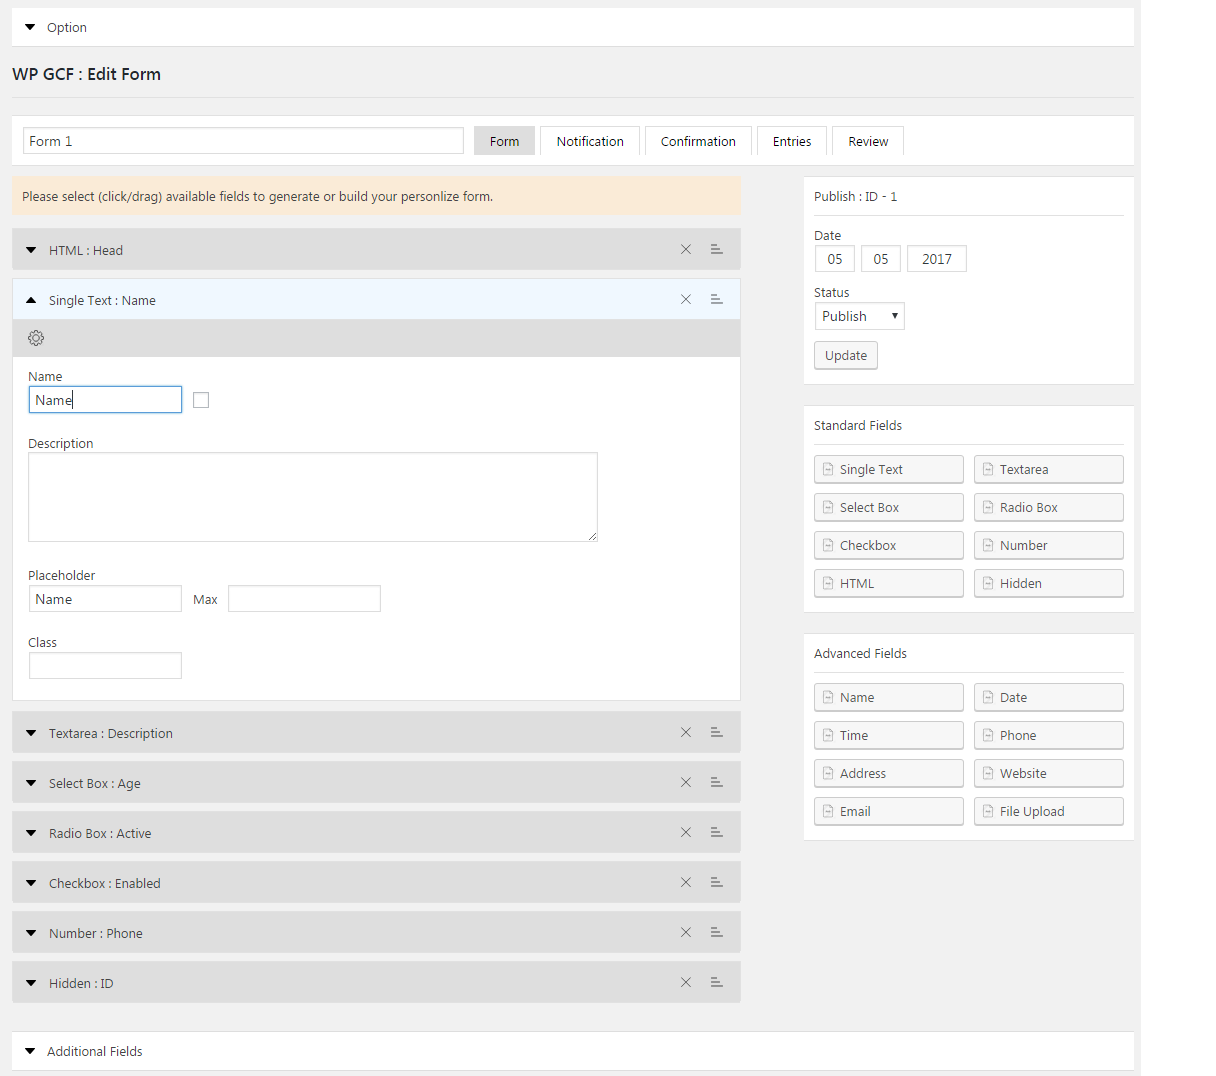 Option
WP GCF : Edit Form
Form 1
Form
Notification
Confirmation
Entries
Review
Please select (click/drag) available fields to generate or build your personlize form.
HTML : Head
Single Text : Name
Name
Name
Description
Placeholder
Name
Max
Class
Textarea : Description
Select Box : Age
Radio Box : Active
Checkbox : Enabled
Number : Phone
Hidden : ID
Publish : ID - 1
Date
05 05 2017
Status
Publish
Update
Standard Fields
Single Text
Textarea
Select Box
Radio Box
Checkbox
Number
HTML
Hidden
Advanced Fields
Name
Date
Time
Phone
Address
Website
Email
File Upload
Additional Fields